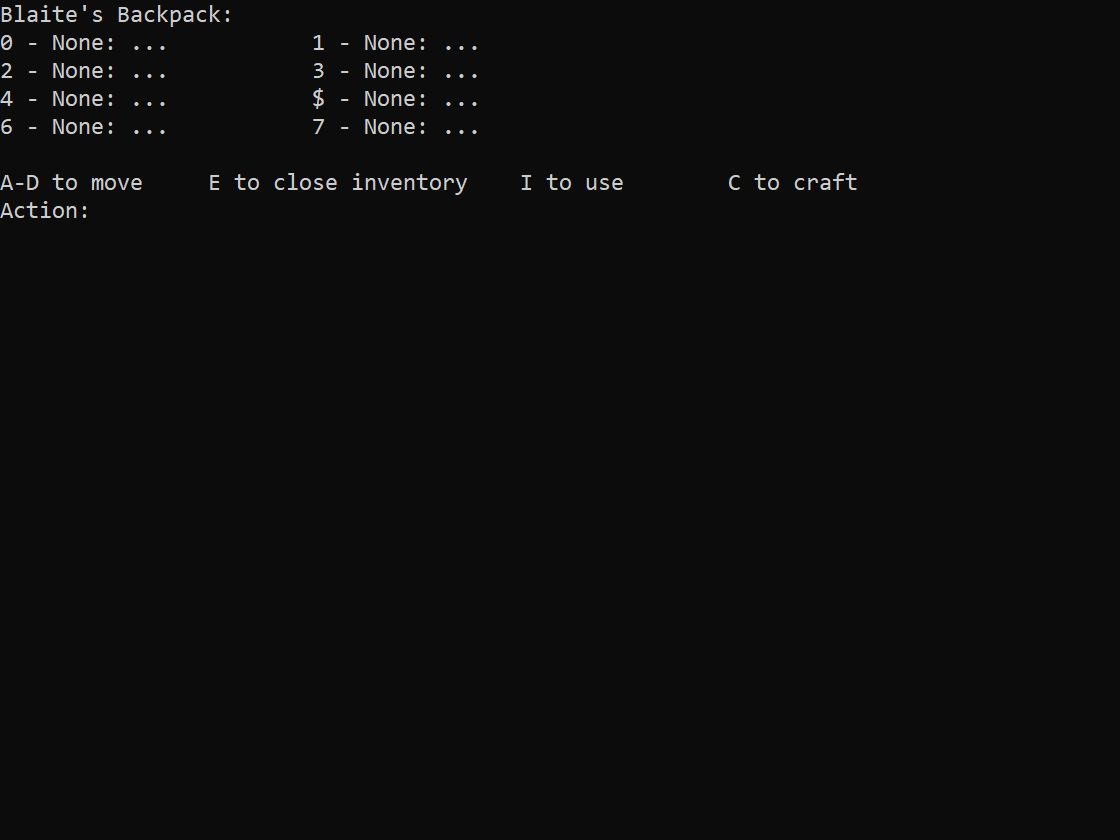 Blaite's Backpack:
0 - None: ... 1 - None: ...
2 - None: ... 3 - None: ...
4 - None: ... $ - None: ...
6 - None: ... 7 - None: ...
A-D to move E to close inventory I to use C to craft
Action: